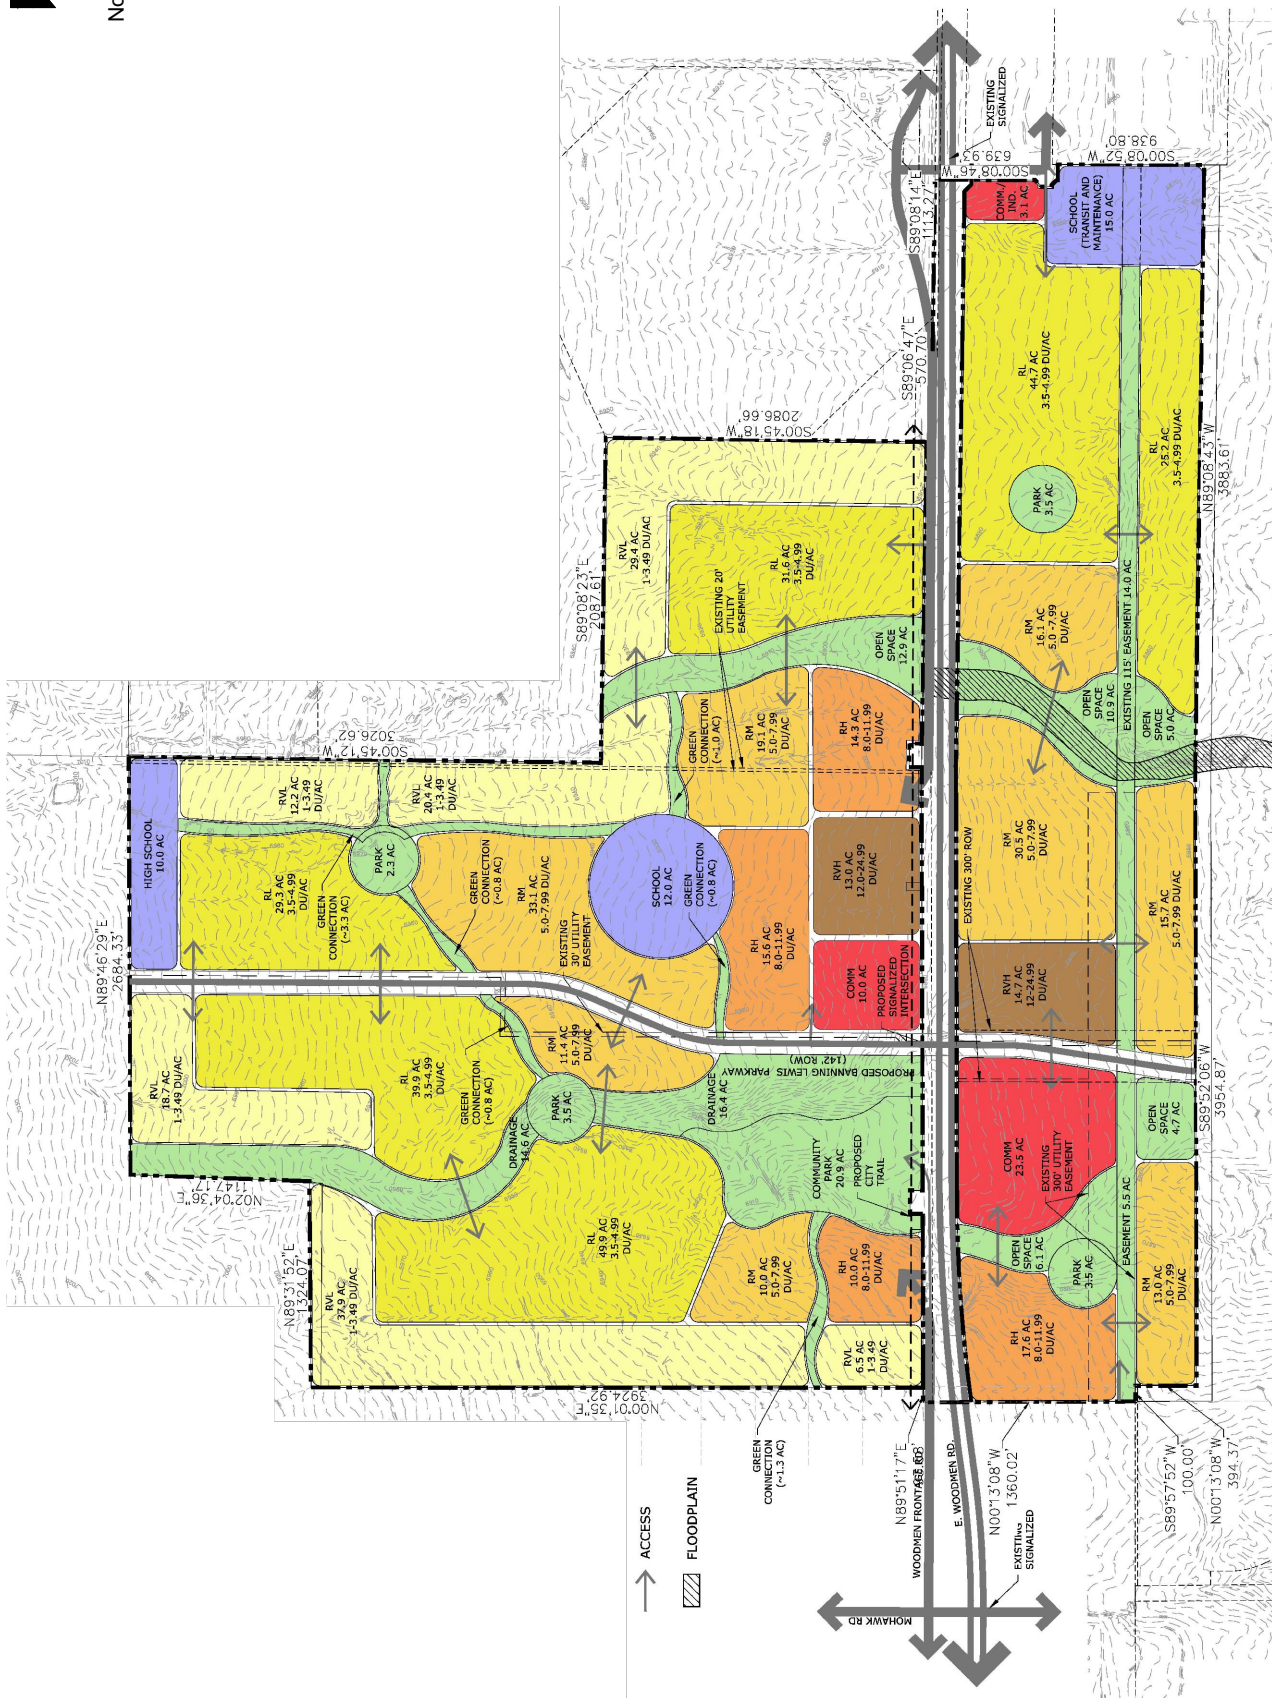 No
N89°46'29"E
2684.33'
HIGH SCHOOL
10.0 AC
RVL
12.2 AC
1-3.49
DU/AC
S00°45'12"W
3026.62'
RL
29.3 AC
3.5-4.99
DU/AC
GREEN
CONNECTION
(~3.3 AC)
PARK
2.3 AC
RVL
20.4 AC
1-3.49
DU/AC
GREEN
CONNECTION
(~0.8 AC)
RM
33.1 AC
5.0-7.99 DU/AC
EXISTING
30' UTILITY
EASEMENT
SCHOOL
12.0 AC
GREEN
CONNECTION
(~0.8 AC)
GREEN
CONNECTION
(~1.0 AC)
S89°08'23"E
2087.61'
RVL
29.4 AC
1-3.49 DU/AC
S00°45'18"W
2086.66'
EXISTING 20'
UTILITY
EASEMENT
RL
31.6 AC
3.5-4.99
DU/AC
RM
19.1 AC
5.0-7.99
DU/AC
OPEN
SPACE
12.9 AC
RH
14.3 AC
8.0-11.99
DU/AC
RVH
13.0 AC
12.0-24.99
DU/AC
RH
15.6 AC
8.0-11.99
DU/AC
COMM
10.0 AC
PROPOSED
SIGNALIZED
INTERSECTION
RVL
18.7 AC
1-3.49 DU/AC
RL
39.9 AC
3.5-4.99
DU/AC
GREEN
CONNECTION
(~0.8 AC)
RM
11.4 AC
5.0-7.99
DU/AC
PARK
3.5 AC
DRAINAGE
14.6 AC
DRAINAGE
16.4 AC
PROPOSED BANNING LEWIS PARKWAY
(142' ROW)
N02°04'36"E
1147.17'
N89°31'52"E
1324.07'
RVL
37.9 AC
1-3.49 DU/AC
RL
49.9 AC
3.5-4.99
DU/AC
COMMUNITY
PARK
20.9 AC
PROPOSED
CITY
TRAIL
RM
10.0 AC
5.0-7.99
DU/AC
RH
10.0 AC
8.0-11.99
DU/AC
RVL
6.5 AC
1-3.49
DU/AC
N00°01'35"E
3924.92'
GREEN
CONNECTION
(~1.3 AC)
ACCESS
FLOODPLAIN
N89°51'17"E
WOODMEN FRONTAGE RD.
E. WOODMEN RD.
N00°13'08"W
1360.02'
EXISTING
SIGNALIZED
MOHAWK RD
S89°06'47"E
570.70'
S89°08'14"E
1113.27'
S00°08'46"W
639.93'
EXISTING
SIGNALIZED
S00°08'52"W
938.80'
COMM./
IND.
3.1 AC
SCHOOL
(TRANSIT AND
MAINTENANCE)
15.0 AC
RL
44.7 AC
3.5-4.99 DU/AC
PARK
3.5 AC
RL
25.2 AC
3.5-4.99 DU/AC
N89°08'43"W
3883.61'
RM
16.1 AC
5.0 -7.99
DU/AC
EXISTING 115' EASEMENT 14.0 AC
OPEN
SPACE
10.9 AC
OPEN
SPACE
5.0 AC
RM
30.5 AC
5.0-7.99
DU/AC
EXISTING 300' ROW
RM
15.7 AC
5.0-7.99 DU/AC
RVH
14.7 AC
12-24.99
DU/AC
COMM
23.5 AC
EXISTING
300' UTILITY
EASEMENT
OPEN
SPACE
4.7 AC
S89°52'06"W
3954.87'
EASEMENT 5.5 AC
OPEN
SPACE
6.1 AC
PARK
3.5 AC
RM
13.0 AC
5.0-7.99
DU/AC
RH
17.6 AC
8.0-11.99
DU/AC
S89°57'52"W
100.00'
N00°13'08"W
394.37'